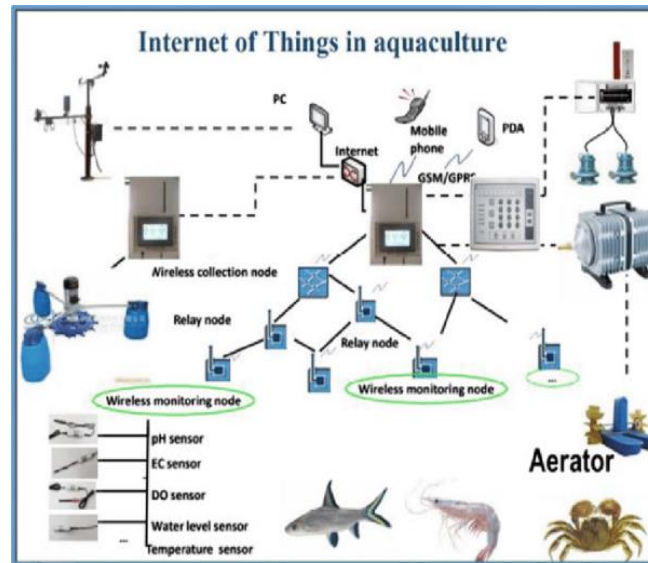 Internet of Things in aquaculture
PC
Mobile
phone
PDA
Internet
GSM/GPRS
Wireless collection node
Relay node
Relay node
Wireless monitoring node
Wireless monitoring node
...
pH sensor
EC sensor
DO sensor
Water level sensor
...
Temperature sensor
Aerator